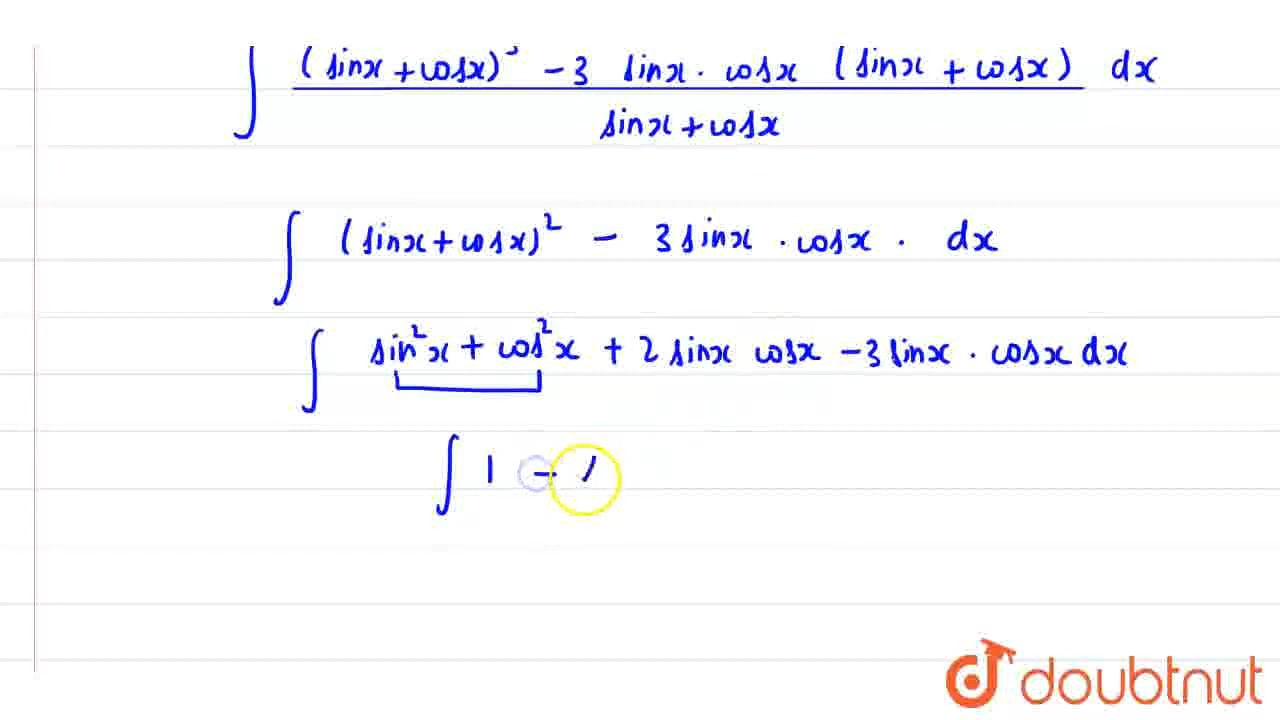 ∫ (sinx + cosx)³ - 3 sinx · cosx (sinx + cosx) dx
sinx + cosx
∫ (sinx + cosx)² - 3 sinx · cosx · dx
∫ sin²x + cos²x + 2 sinx cosx - 3 sinx · cosx dx
∫ 1 -
doubtnut